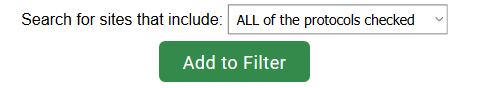 Search for sites that include: ALL of the protocols checked
Add to Filter